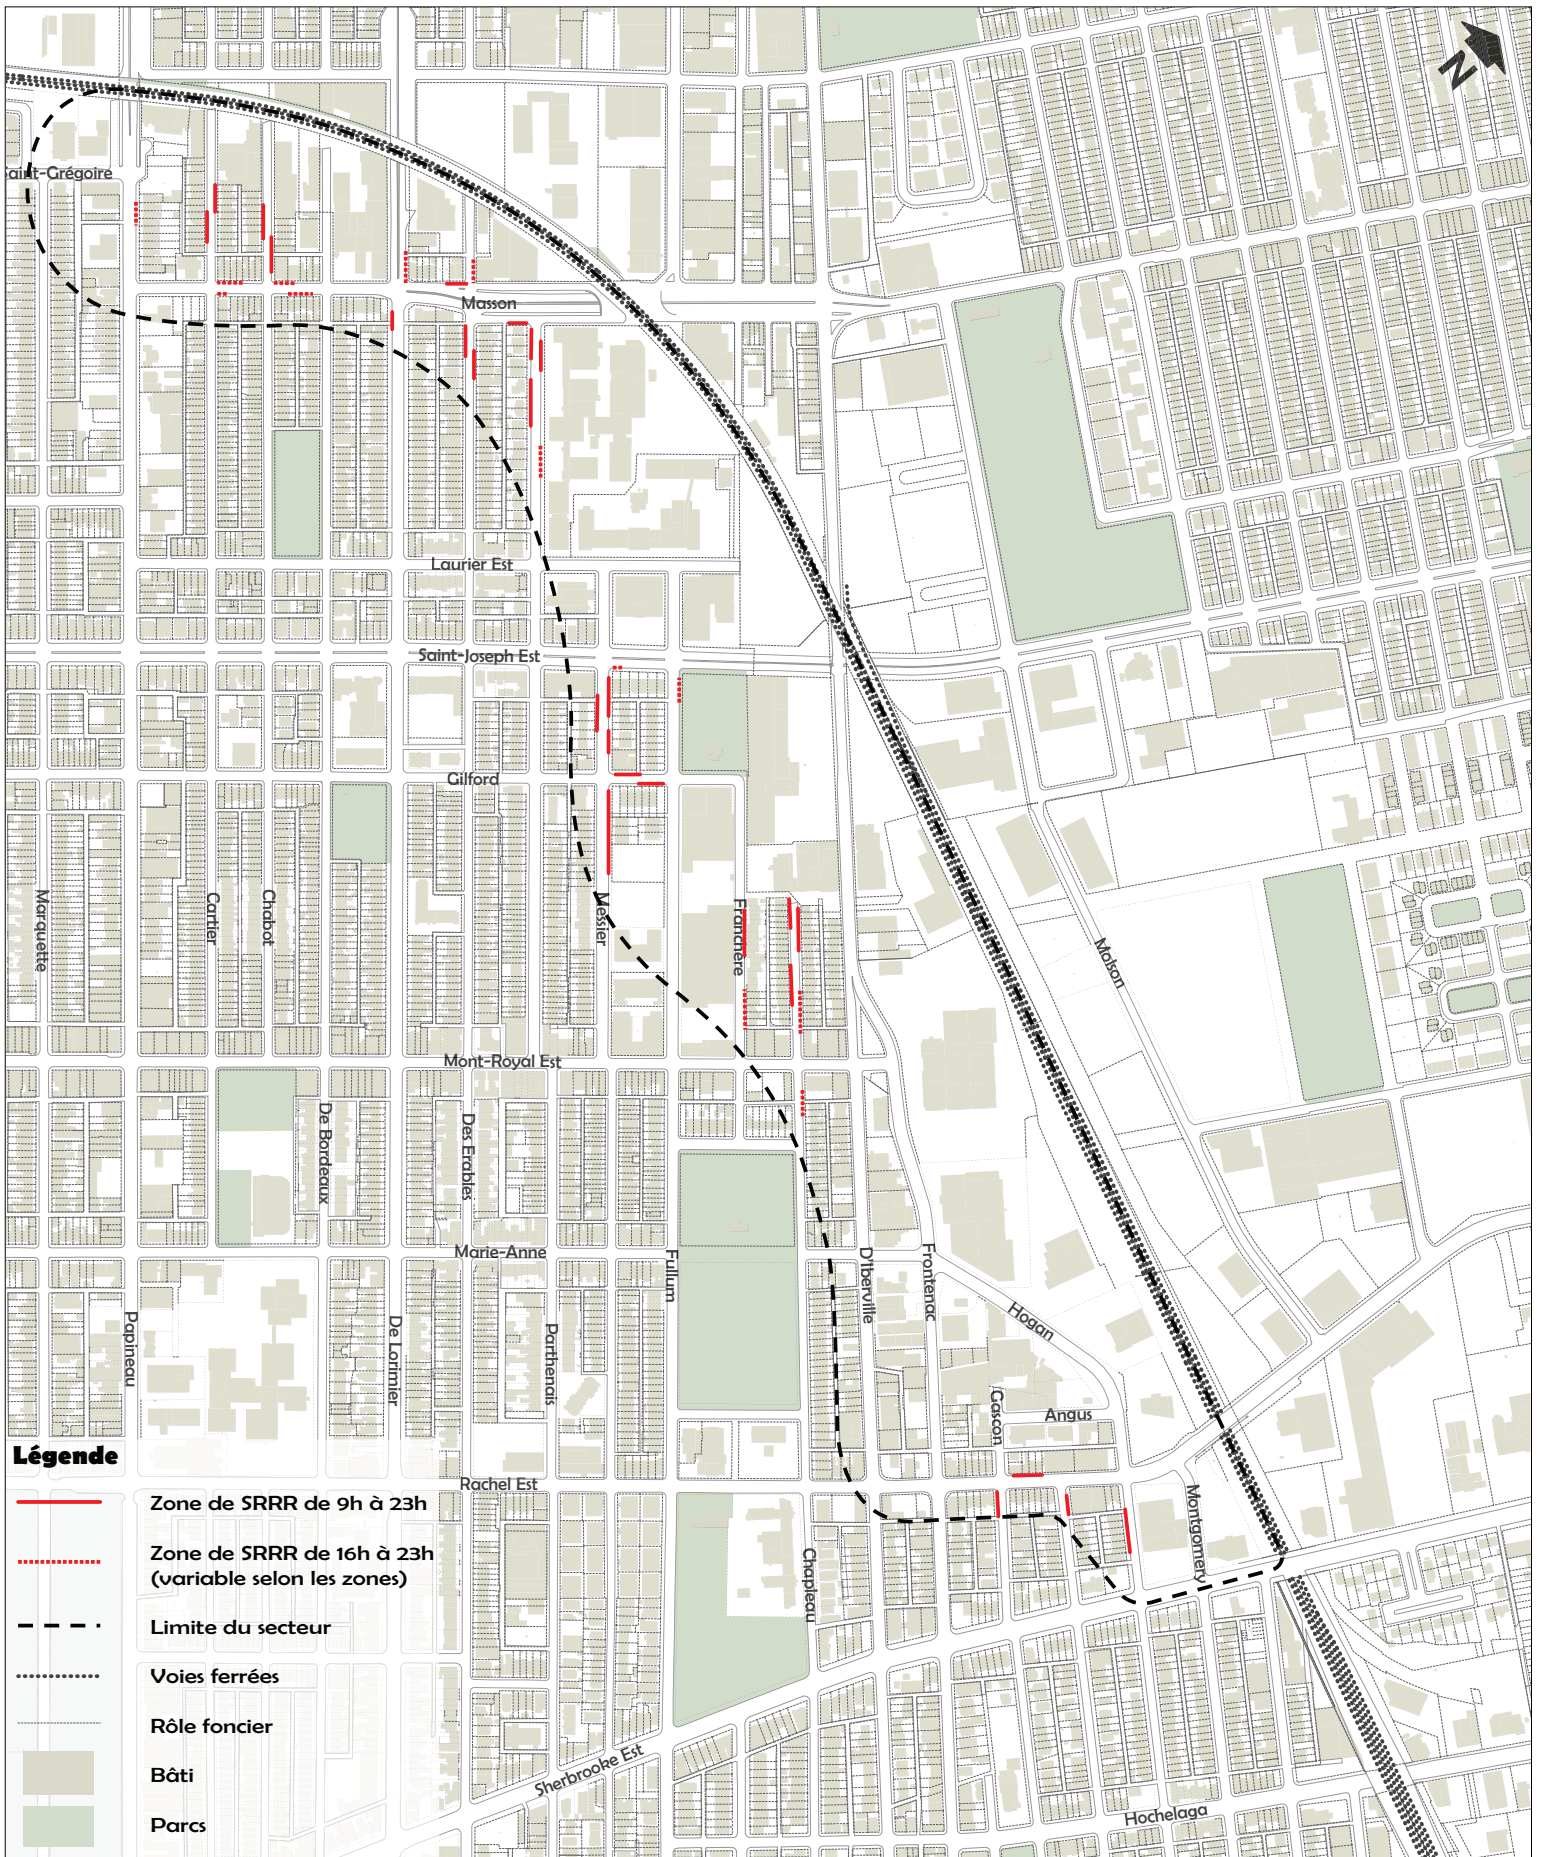 N
Saint-Grégoire
Masson
Laurier Est
Saint-Joseph Est
Gilford
Marquette
Cartier
Chabot
Messier
Franchère
Molson
Mont-Royal Est
De Bordeaux
Des Erables
Marie-Anne
Fullum
D'Iberville
Frontenac
Hogan
Papineau
De Lorimier
Parthenais
Gascon
Angus
Légende
Rachel Est
Montgomery
Chapleau
Zone de SRRR de 9h à 23h
Zone de SRRR de 16h à 23h
(variable selon les zones)
Limite du secteur
Voies ferrées
Rôle foncier
Bâti
Parcs
Sherbrooke Est
Hochelaga